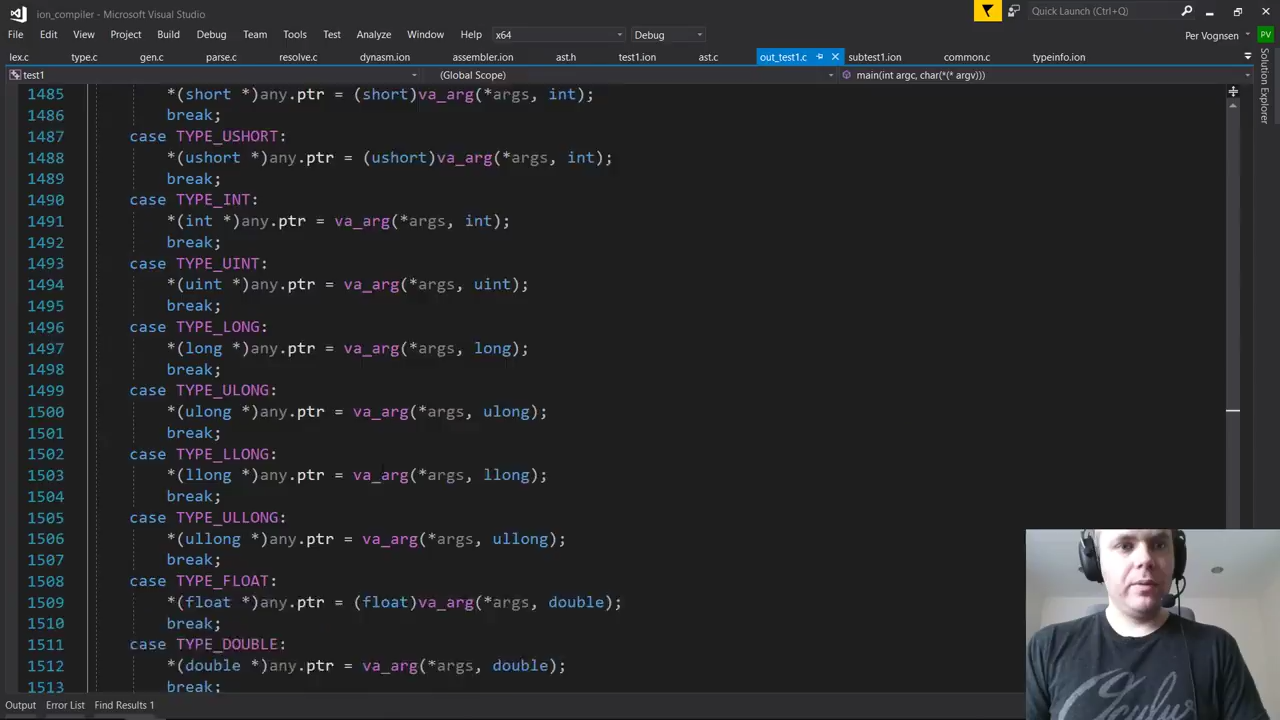 ion_compiler - Microsoft Visual Studio
Quick Launch (Ctrl+Q)
File Edit View Project Build Debug Team Tools Test Analyze Window Help x64 Debug Per Vognsen PV
lex.c type.c gen.c parse.c resolve.c dynasm.ion assembler.ion ast.h test1.ion ast.c out_test1.c subtest1.ion common.c typeinfo.ion
test1 (Global Scope) main(int argc, char(*(* argv)))
Solution Explorer
1485 *(short *)any.ptr = (short)va_arg(*args, int);
1486 break;
1487 case TYPE_USHORT:
1488 *(ushort *)any.ptr = (ushort)va_arg(*args, int);
1489 break;
1490 case TYPE_INT:
1491 *(int *)any.ptr = va_arg(*args, int);
1492 break;
1493 case TYPE_UINT:
1494 *(uint *)any.ptr = va_arg(*args, uint);
1495 break;
1496 case TYPE_LONG:
1497 *(long *)any.ptr = va_arg(*args, long);
1498 break;
1499 case TYPE_ULONG:
1500 *(ulong *)any.ptr = va_arg(*args, ulong);
1501 break;
1502 case TYPE_LLONG:
1503 *(llong *)any.ptr = va_arg(*args, llong);
1504 break;
1505 case TYPE_ULLONG:
1506 *(ullong *)any.ptr = va_arg(*args, ullong);
1507 break;
1508 case TYPE_FLOAT:
1509 *(float *)any.ptr = (float)va_arg(*args, double);
1510 break;
1511 case TYPE_DOUBLE:
1512 *(double *)any.ptr = va_arg(*args, double);
1513 break;
Output Error List Find Results 1